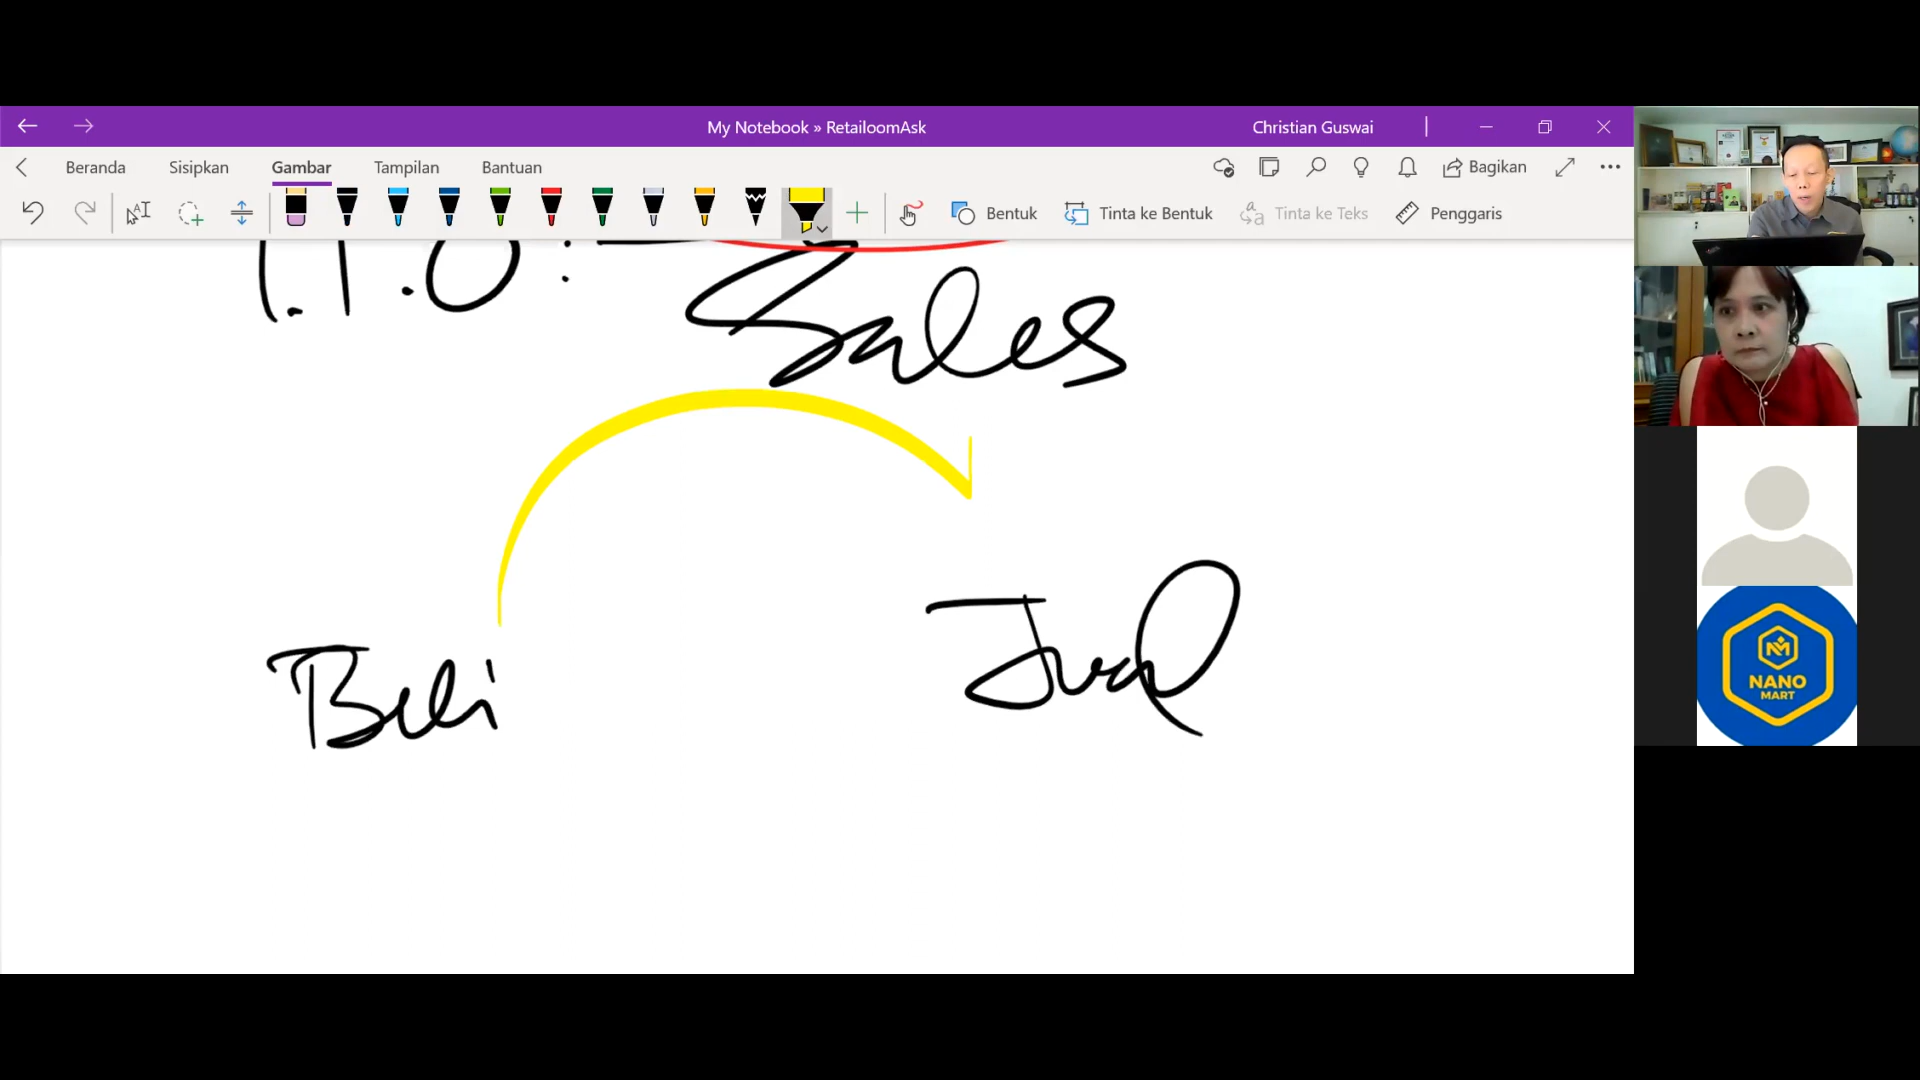 My Notebook » RetailoomAsk
Christian Guswai
Beranda Sisipkan Gambar Tampilan Bantuan
Bagikan
Bentuk Tinta ke Bentuk Tinta ke Teks Penggaris
I.T.O :
Sales
Beli
Jual
NANO
MART